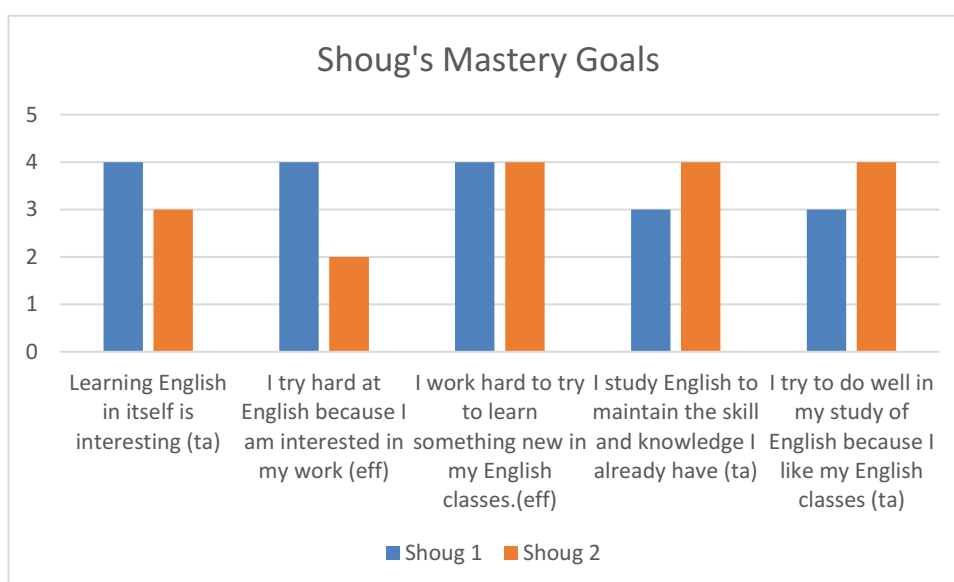 Shoug's Mastery Goals
5
4
3
2
1
0
Learning English
in itself is
interesting (ta)
I try hard at
English because I
am interested in
my work (eff)
I work hard to try
to learn
something new in
my English
classes.(eff)
I study English to
maintain the skill
and knowledge I
already have (ta)
I try to do well in
my study of
English because I
like my English
classes (ta)
Shoug 1
Shoug 2